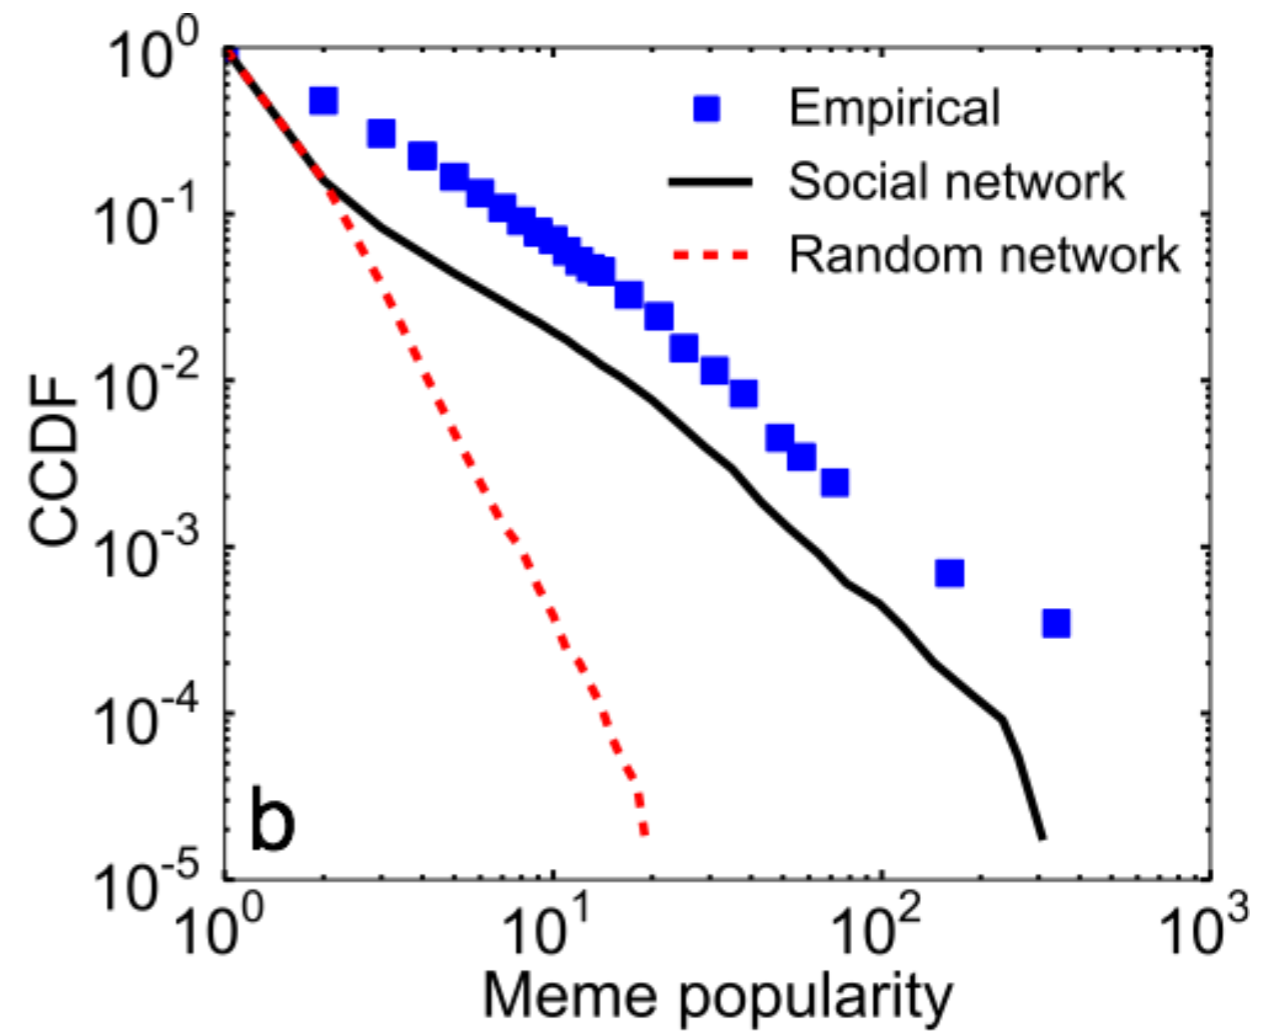 10^0
10^-1
10^-2
10^-3
10^-4
10^-5
CCDF
Empirical
Social network
Random network
b
10^0 10^1 10^2 10^3
Meme popularity